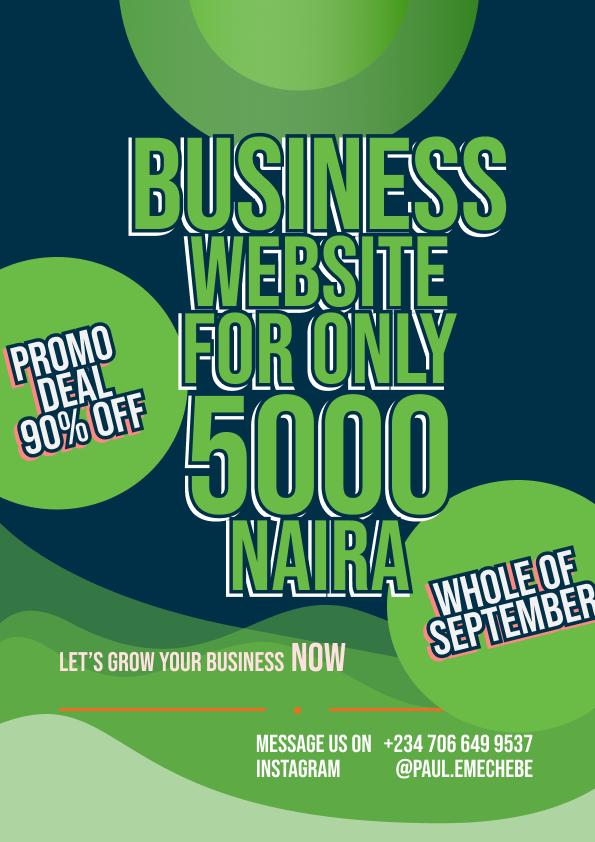 BUSINESS
WEBSITE
FOR ONLY
5000
NAIRA
PROMO
DEAL
90% OFF
WHOLE OF
SEPTEMBER
LET'S GROW YOUR BUSINESS NOW
MESSAGE US ON +234 706 649 9537
INSTAGRAM @PAUL.EMECHEBE